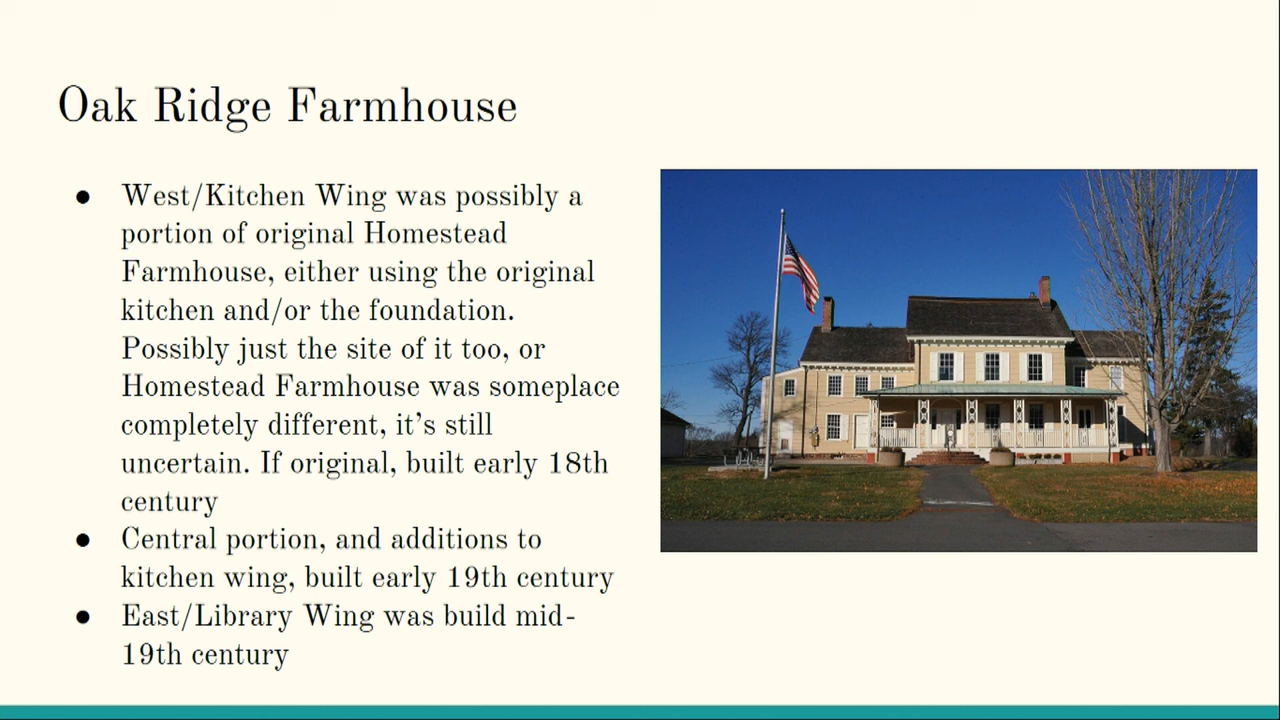 Oak Ridge Farmhouse
● West/Kitchen Wing was possibly a
portion of original Homestead
Farmhouse, either using the original
kitchen and/or the foundation.
Possibly just the site of it too, or
Homestead Farmhouse was someplace
completely different, it’s still
uncertain. If original, built early 18th
century
● Central portion, and additions to
kitchen wing, built early 19th century
● East/Library Wing was build mid-
19th century